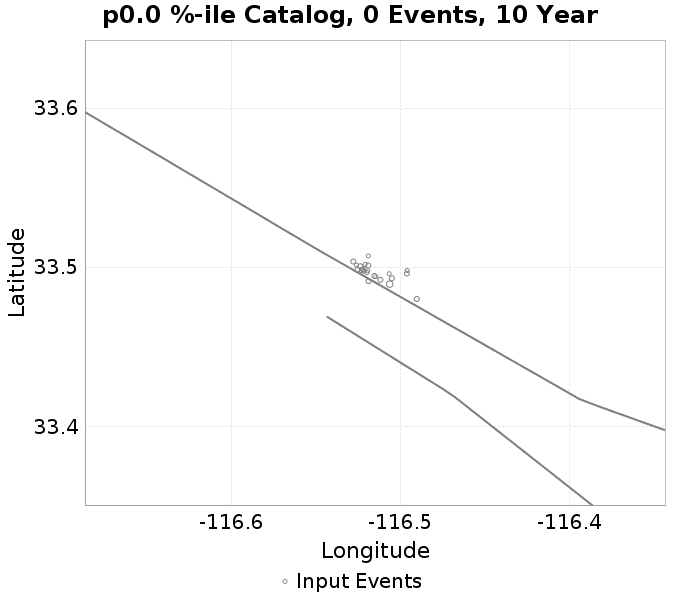 p0.0 %-ile Catalog, 0 Events, 10 Year
33.6
33.5
33.4
Latitude
-116.6
-116.5
-116.4
Longitude
Input Events